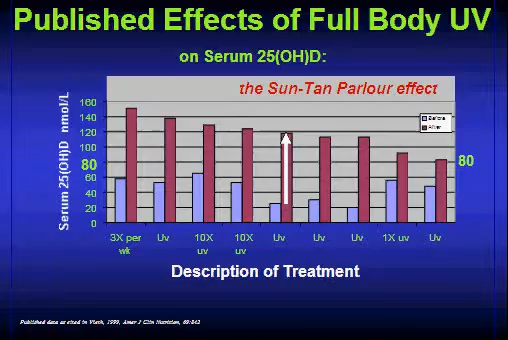 Published Effects of Full Body UV
on Serum 25(OH)D:
the Sun-Tan Parlour effect
Serum 25(OH)D nmol/L
160
140
120
100
80
60
40
20
0
Before
After
80
3X per wk
Uv
10X uv
10X uv
Uv
Uv
Uv
1X uv
Uv
Description of Treatment
Published data as cited in Vieth, 1999, Amer J Clin Nutrition, 69:842